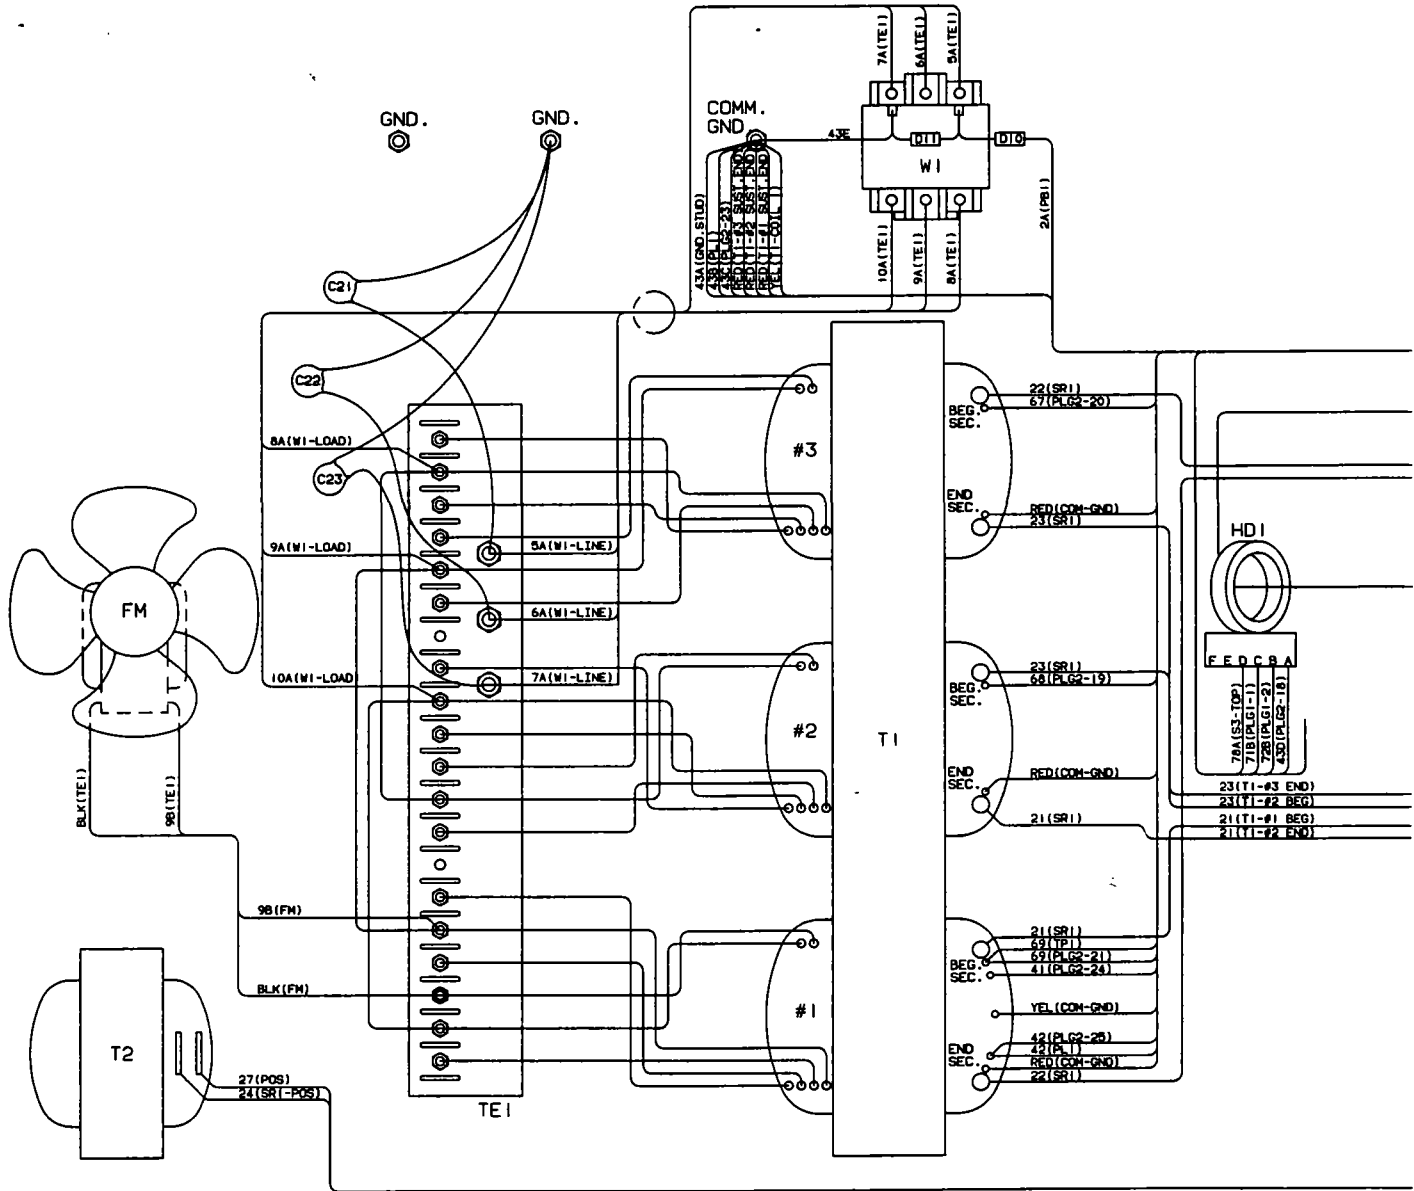 7A(TE1)
6A(TE1)
5A(TE1)
GND.
GND.
COMM.
GND
43E
D11
D10
W1
2A(PB1)
43A(GND.STUD)
43B(PL1)
43C(PLG2-23)
RED(T1-#3 SUST.END)
RED(T1-#2 SUST.END)
RED(T1-#1 SUST.END)
YEL(T1-COIL 1)
10A(TE1)
9A(TE1)
8A(TE1)
C21
C22
C23
8A(W1-LOAD)
9A(W1-LOAD)
10A(W1-LOAD)
5A(W1-LINE)
6A(W1-LINE)
7A(W1-LINE)
#3
BEG.
SEC.
22(SR1)
67(PLG2-20)
END
SEC.
RED(COM-GND)
23(SR1)
HD1
F E D C B A
78A(S3-TOP)
71B(PLG1-1)
72B(PLG1-2)
43D(PLG2-18)
FM
BLK(TE1)
9B(TE1)
#2
T1
BEG.
SEC.
23(SR1)
68(PLG2-19)
END
SEC.
RED(COM-GND)
21(SR1)
23(T1-#3 END)
23(T1-#2 BEG)
21(T1-#1 BEG)
21(T1-#2 END)
9B(FM)
BLK(FM)
#1
BEG.
SEC.
21(SR1)
69(TP1)
69(PLG2-21)
41(PLG2-24)
YEL(COM-GND)
END
SEC.
42(PLG2-25)
42(PL1)
RED(COM-GND)
22(SR1)
T2
27(POS)
24(SR1-POS)
TE1